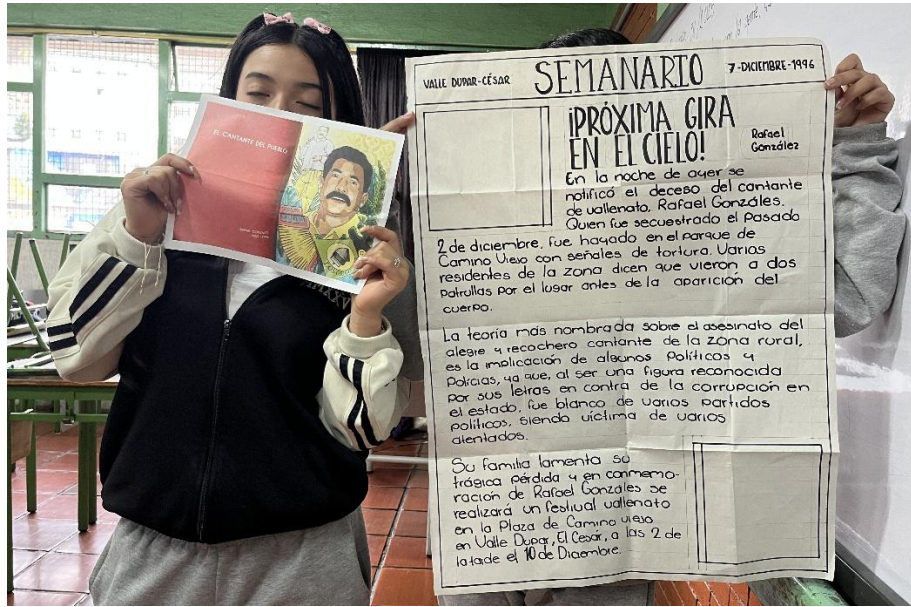 EL CANTANTE DEL PUEBLO
VALLE DUPAR-CÉSAR
SEMANARIO
7-DICIEMBRE-1996
¡PRÓXIMA GIRA
EN EL CIELO!
Rafael
González
En la noche de ayer se
notificó el deceso del cantante
de vallenato, Rafael Gonzáles.
Quien fue secuestrado el pasado
2 de diciembre, fue hayado en el parque de
Camino Viejo con señales de tortura. Varios
residentes de la zona dicen que vieron a dos
patrullas por el lugar antes de la aparición del
cuerpo.
La teoría más nombrada sobre el asesinato del
alegre y recochero cantante de la zona rural,
es la implicación de algunos Políticos y
Policías, ya que, al ser una figura reconocida
por sus letras en contra de la corrupción en
el estado, fue blanco de varios partidos
políticos, siendo víctima de varios
atentados.
Su familia lamenta su
trágica pérdida y en conmemo-
ración de Rafael Gonzáles se
realizará un festival vallenato
en la Plaza de Camino viejo
en Valle Dupar, El Cesar, a las 2 de
la tade el 10 de Diciembre.